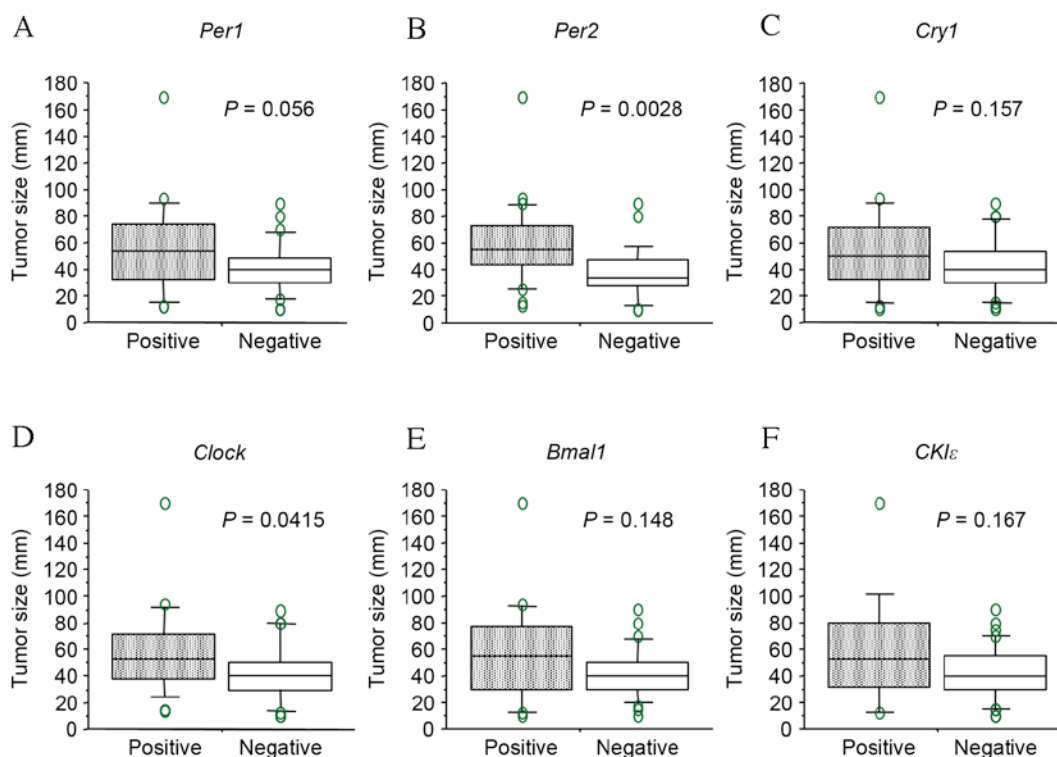 A
Per1
Tumor size (mm)
180
160
140
120
100
80
60
40
20
0
P = 0.056
Positive Negative
B
Per2
Tumor size (mm)
180
160
140
120
100
80
60
40
20
0
P = 0.0028
Positive Negative
C
Cry1
Tumor size (mm)
180
160
140
120
100
80
60
40
20
0
P = 0.157
Positive Negative
D
Clock
Tumor size (mm)
180
160
140
120
100
80
60
40
20
0
P = 0.0415
Positive Negative
E
Bmal1
Tumor size (mm)
180
160
140
120
100
80
60
40
20
0
P = 0.148
Positive Negative
F
CKIε
Tumor size (mm)
180
160
140
120
100
80
60
40
20
0
P = 0.167
Positive Negative